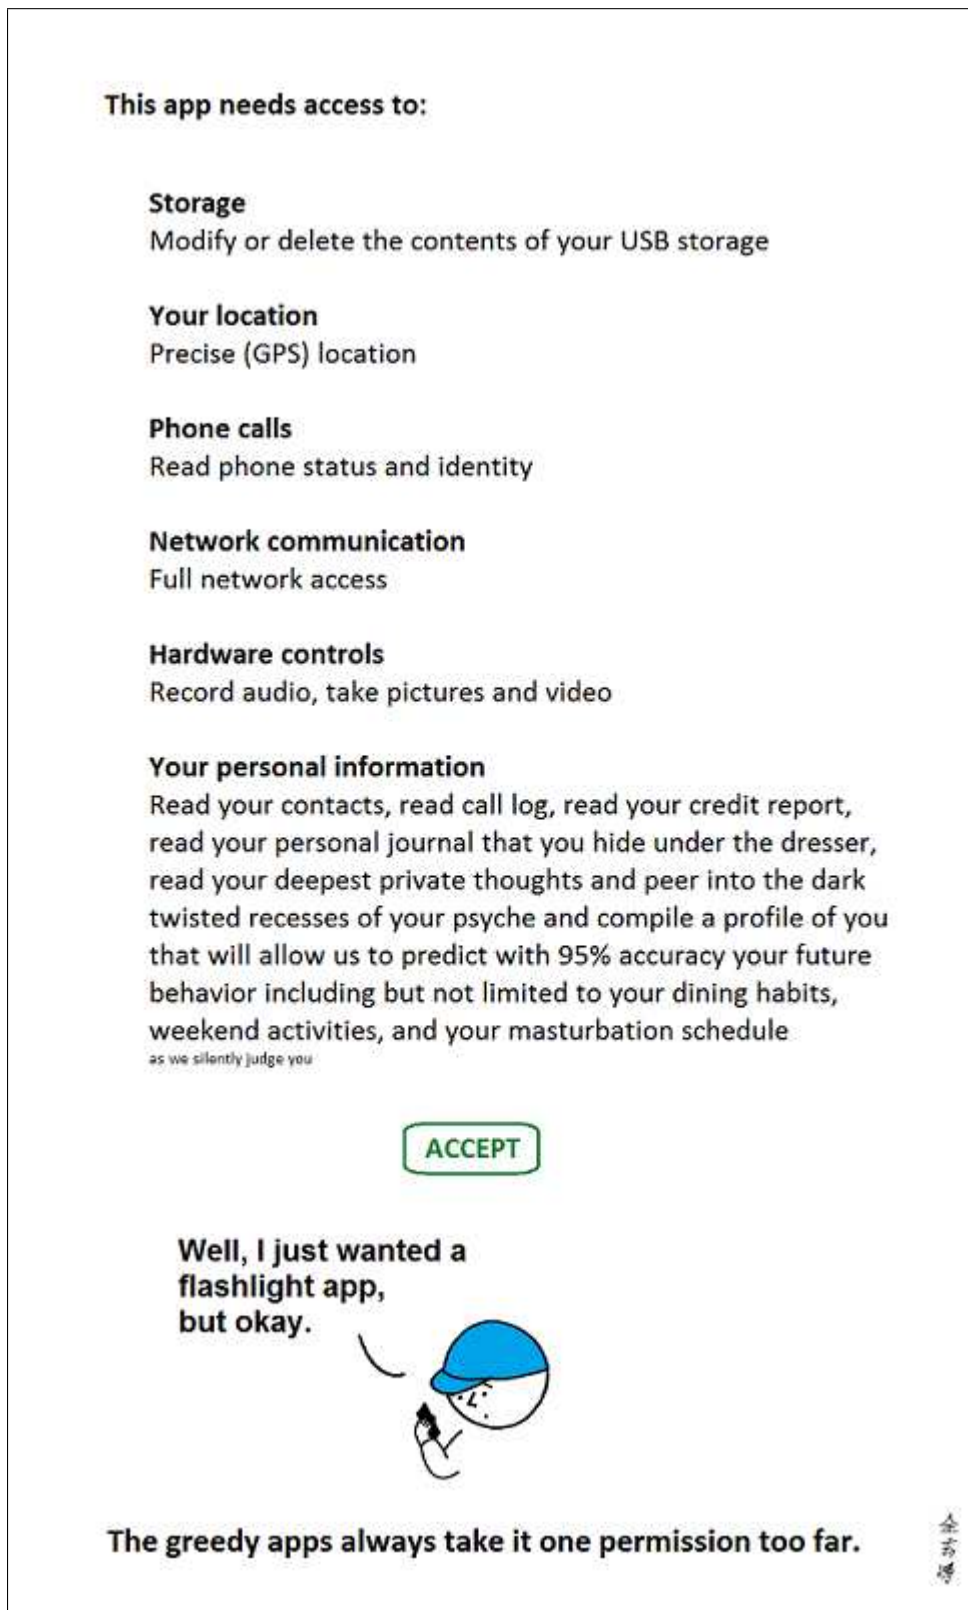 This app needs access to:
Storage
Modify or delete the contents of your USB storage
Your location
Precise (GPS) location
Phone calls
Read phone status and identity
Network communication
Full network access
Hardware controls
Record audio, take pictures and video
Your personal information
Read your contacts, read call log, read your credit report,
read your personal journal that you hide under the dresser,
read your deepest private thoughts and peer into the dark
twisted recesses of your psyche and compile a profile of you
that will allow us to predict with 95% accuracy your future
behavior including but not limited to your dining habits,
weekend activities, and your masturbation schedule
as we silently judge you
ACCEPT
Well, I just wanted a
flashlight app,
but okay.
The greedy apps always take it one permission too far.